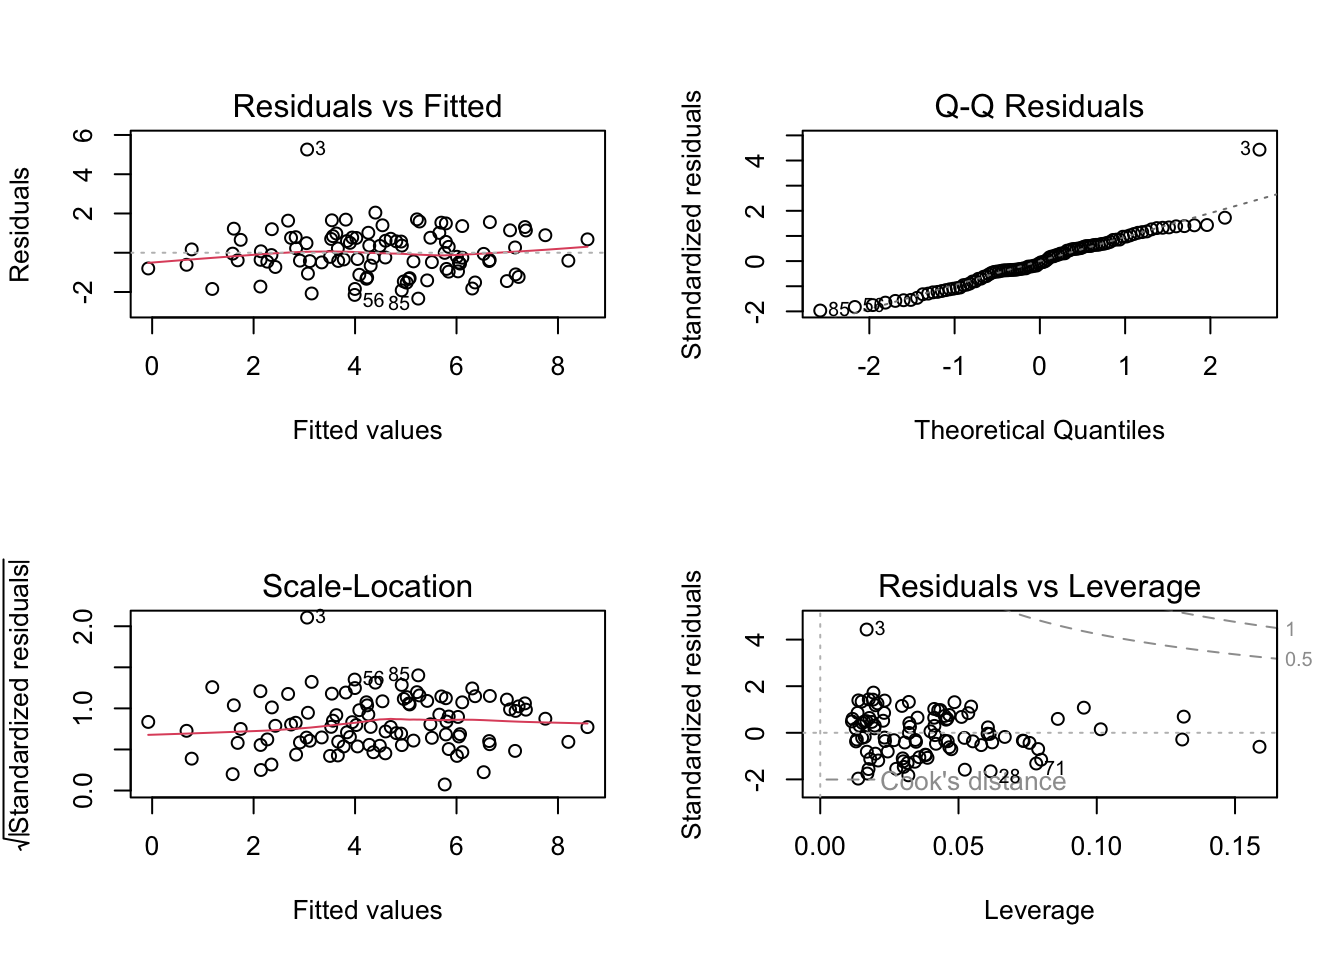 Residuals vs Fitted
Residuals
6
4
2
-2
3
56
85
0 2 4 6 8
Fitted values
Q-Q Residuals
Standardized residuals
4
2
0
-2
3
85
56
-2 -1 0 1 2
Theoretical Quantiles
Scale-Location
√|Standardized residuals|
2.0
1.0
0.0
3
56
85
0 2 4 6 8
Fitted values
Residuals vs Leverage
Standardized residuals
4
2
0
-2
3
1
0.5
71
28
Cook's distance
0.00 0.05 0.10 0.15
Leverage